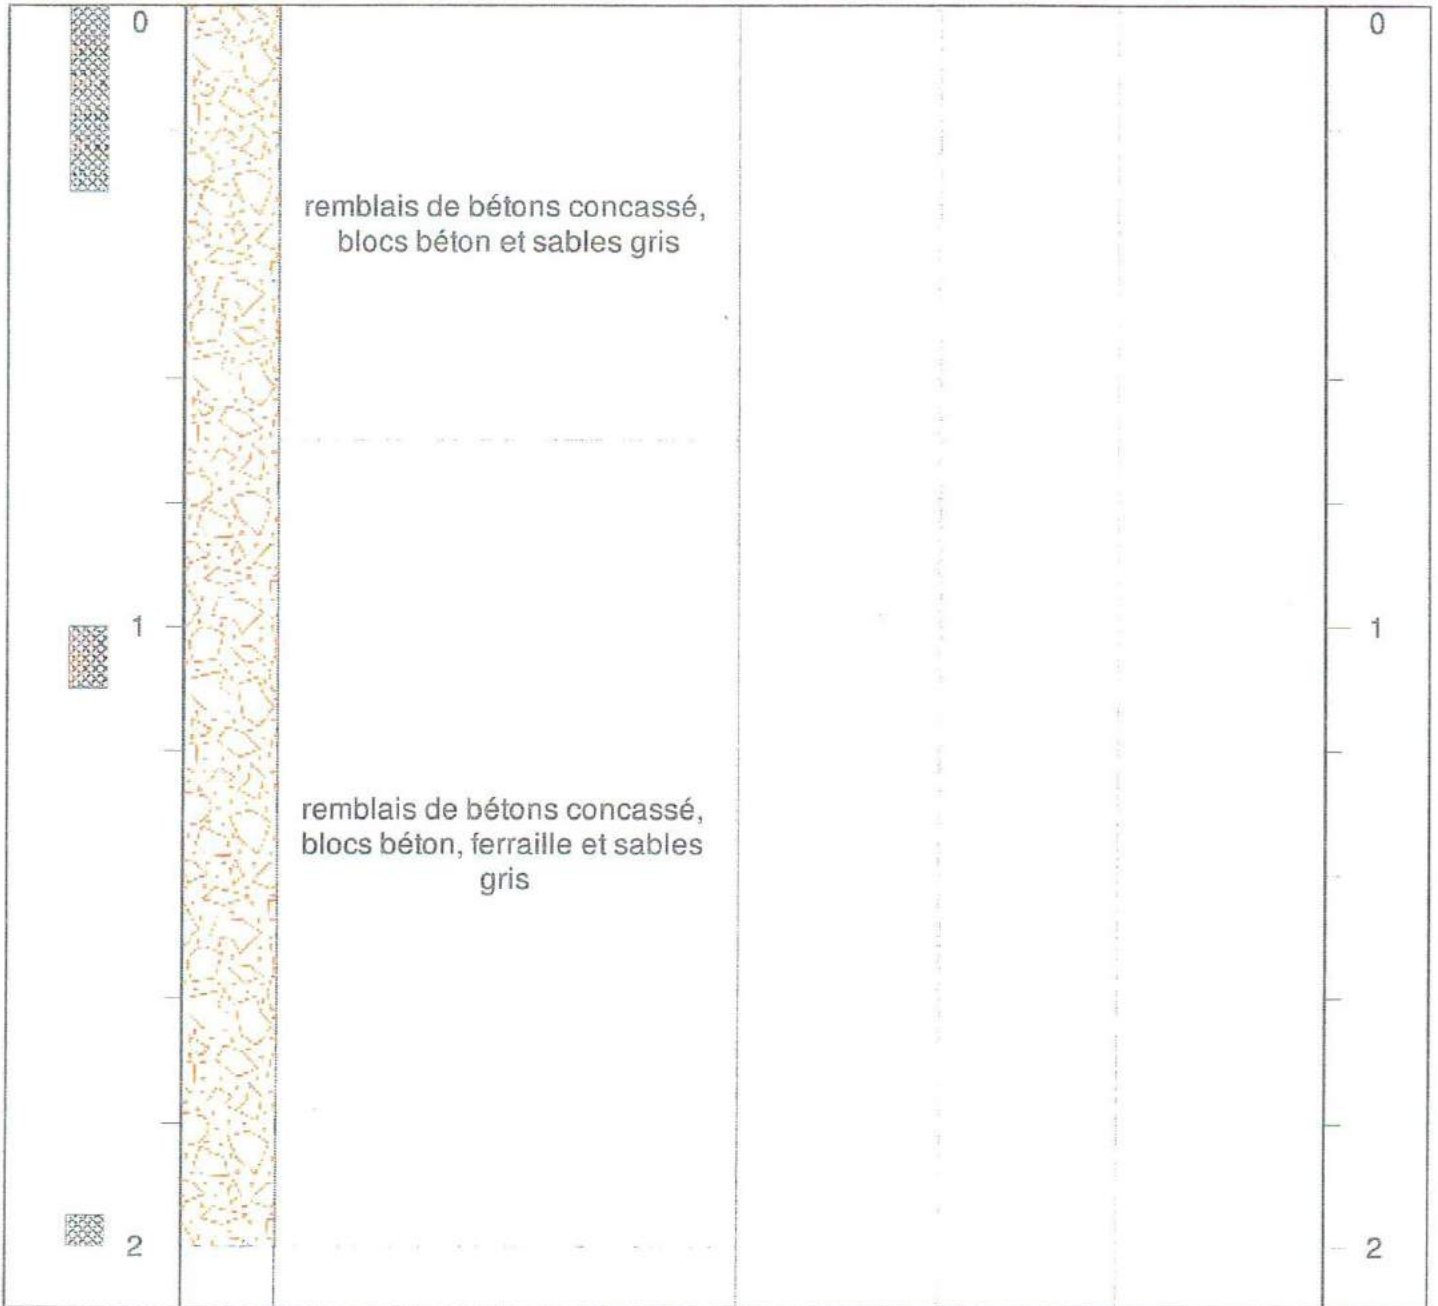 0
0
remblais de bétons concassé,
blocs béton et sables gris
1
1
remblais de bétons concassé,
blocs béton, ferraille et sables
gris
2
2